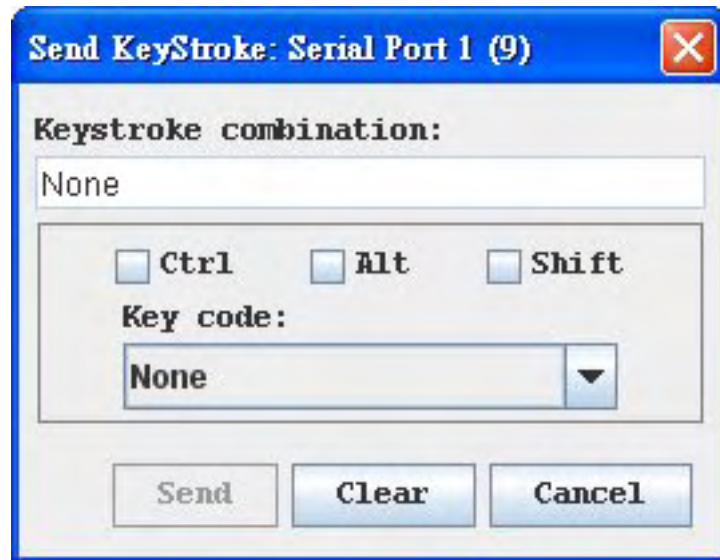 Send KeyStroke: Serial Port 1 (9)
Keystroke combination:
None
Ctrl Alt Shift
Key code:
None
Send Clear Cancel